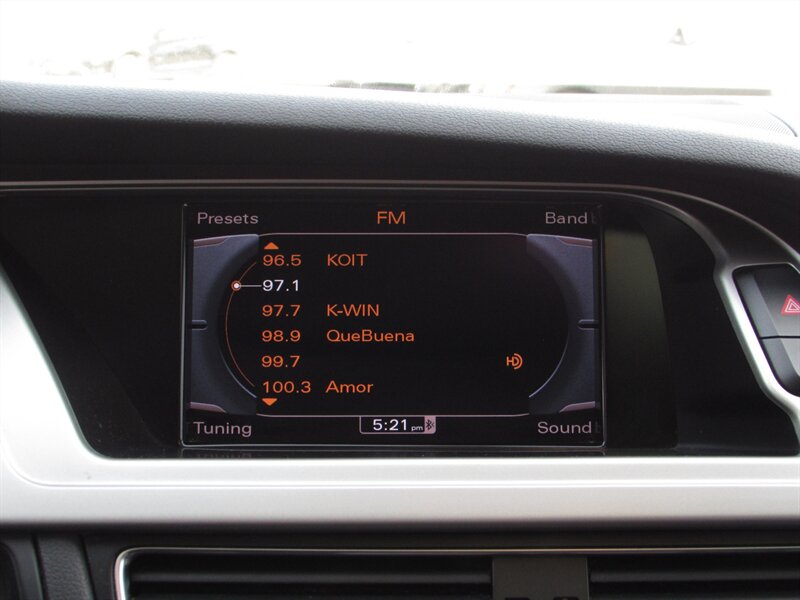 Presets FM Band
96.5 KOIT
97.1
97.7 K-WIN
98.9 QueBuena
99.7 HD
100.3 Amor
Tuning 5:21 pm Sound